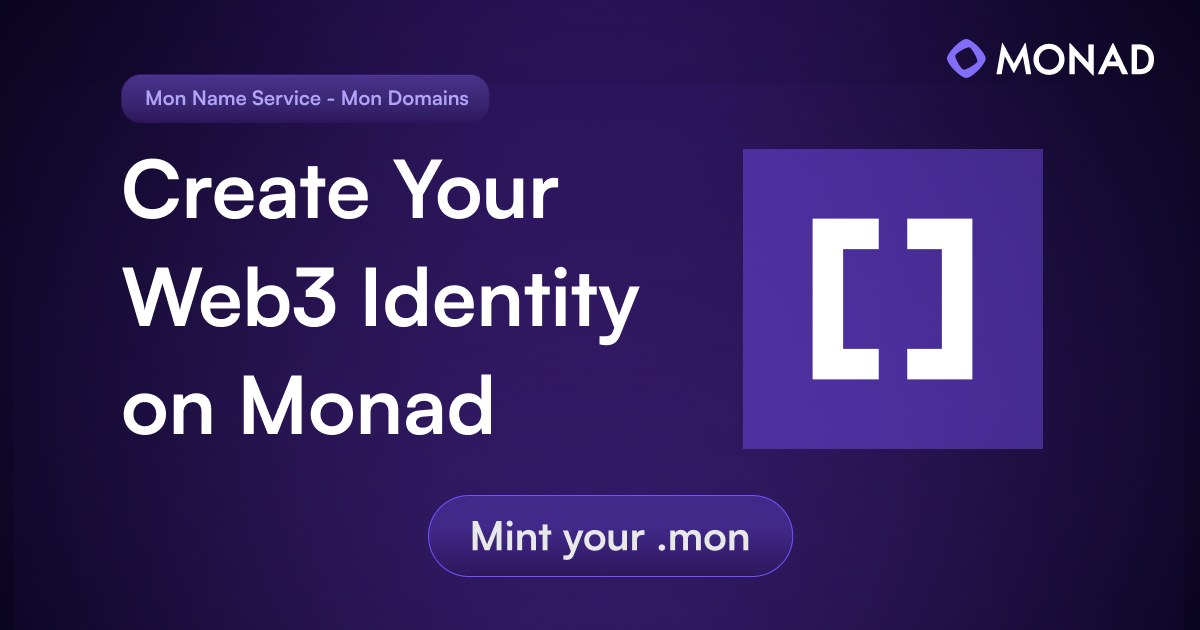 MONAD
Mon Name Service - Mon Domains
Create Your
Web3 Identity
on Monad
Mint your .mon